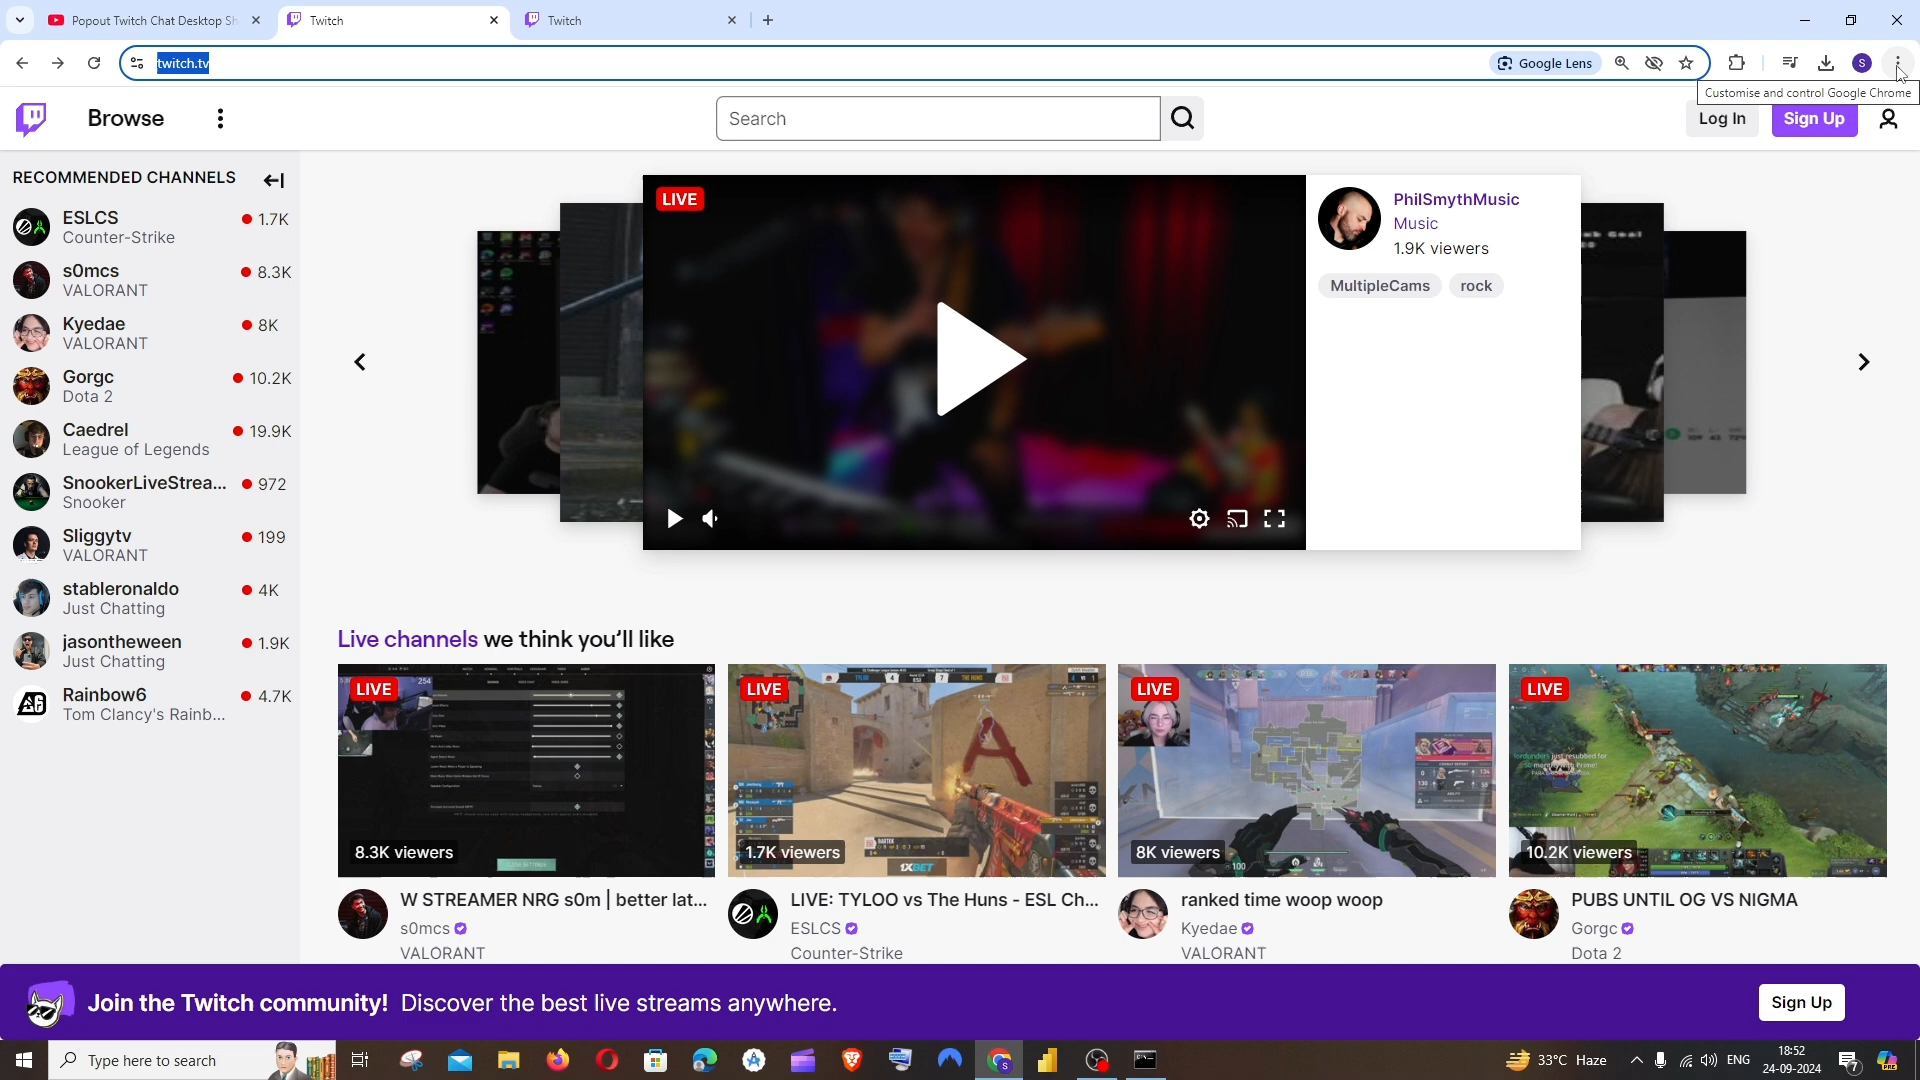 Popout Twitch Chat Desktop Sh
Twitch
Twitch
twitch.tv
Google Lens
S
Customise and control Google Chrome
Browse
Search
Log In
Sign Up
RECOMMENDED CHANNELS
ESLCS
1.7K
Counter-Strike
s0mcs
8.3K
VALORANT
Kyedae
8K
VALORANT
Gorgc
10.2K
Dota 2
Caedrel
19.9K
League of Legends
SnookerLiveStrea...
972
Snooker
Sliggytv
199
VALORANT
stableronaldo
4K
Just Chatting
jasontheween
1.9K
Just Chatting
Rainbow6
4.7K
Tom Clancy's Rainb...
LIVE
PhilSmythMusic
Music
1.9K viewers
MultipleCams
rock
Live channels we think you'll like
LIVE
8.3K viewers
W STREAMER NRG s0m | better lat...
s0mcs
VALORANT
LIVE
1.7K viewers
1XBET
LIVE: TYLOO vs The Huns - ESL Ch...
ESLCS
Counter-Strike
LIVE
8K viewers
ranked time woop woop
Kyedae
VALORANT
LIVE
10.2K viewers
PUBS UNTIL OG VS NIGMA
Gorgc
Dota 2
Join the Twitch community! Discover the best live streams anywhere.
Sign Up
Type here to search
33°C Haze
ENG
18:52
24-09-2024
7